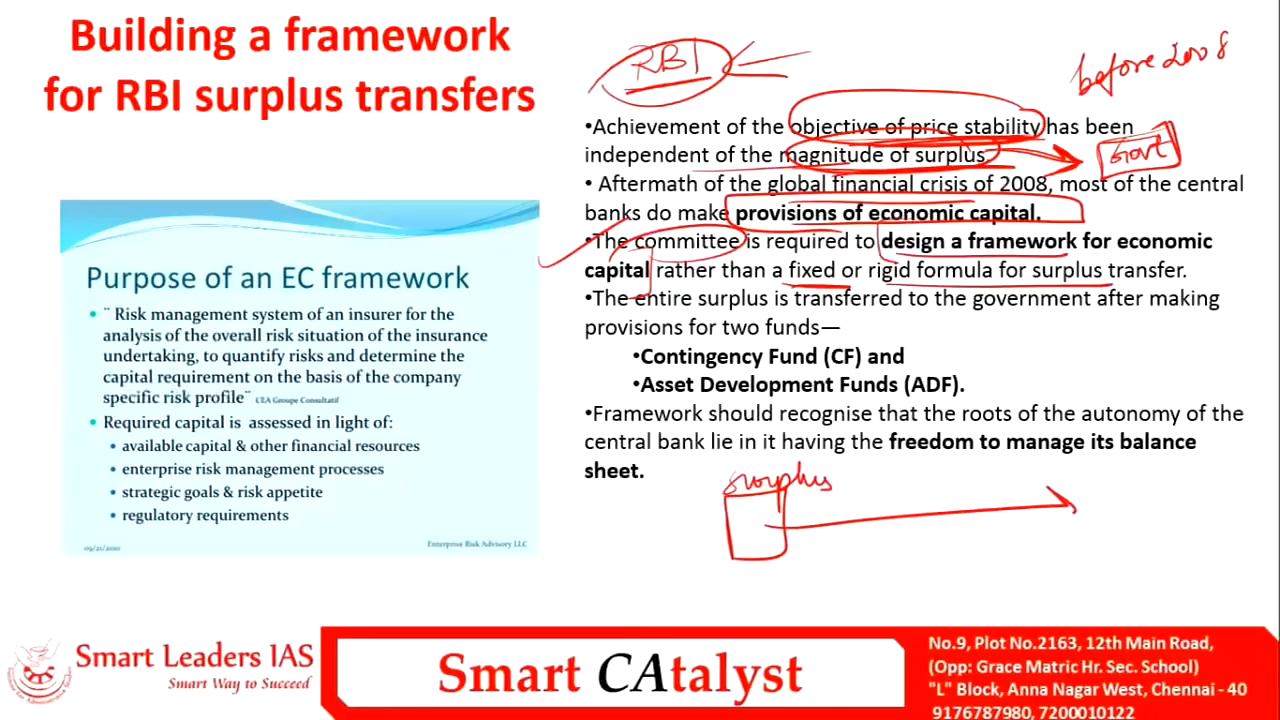 Building a framework
for RBI surplus transfers
RBI
before 2008
•Achievement of the objective of price stability has been
independent of the magnitude of surplus.
Govt
• Aftermath of the global financial crisis of 2008, most of the central
banks do make provisions of economic capital.
•The committee is required to design a framework for economic
capital rather than a fixed or rigid formula for surplus transfer.
•The entire surplus is transferred to the government after making
provisions for two funds—
•Contingency Fund (CF) and
•Asset Development Funds (ADF).
•Framework should recognise that the roots of the autonomy of the
central bank lie in it having the freedom to manage its balance
sheet.
surplus
Purpose of an EC framework
• ¨ Risk management system of an insurer for the
analysis of the overall risk situation of the insurance
undertaking, to quantify risks and determine the
capital requirement on the basis of the company
specific risk profile¨ CEA Groupe Consultatif
• Required capital is assessed in light of:
• available capital & other financial resources
• enterprise risk management processes
• strategic goals & risk appetite
• regulatory requirements
09/21/2010
Enterprise Risk Advisory LLC
Smart Leaders IAS
Smart Way to Succeed
Smart CAtalyst
No.9, Plot No.2163, 12th Main Road,
(Opp: Grace Matric Hr. Sec. School)
"L" Block, Anna Nagar West, Chennai - 40
9176787980, 7200010122